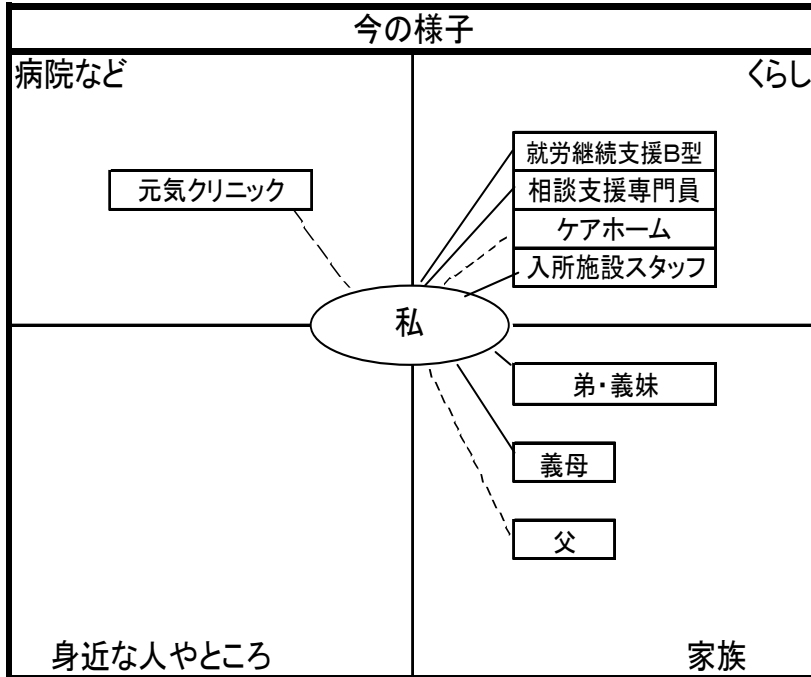 今の様子
病院など
くらし
就労継続支援B型
元気クリニック
相談支援専門員
ケアホーム
入所施設スタッフ
私
弟・義妹
義母
父
身近な人やところ
家族